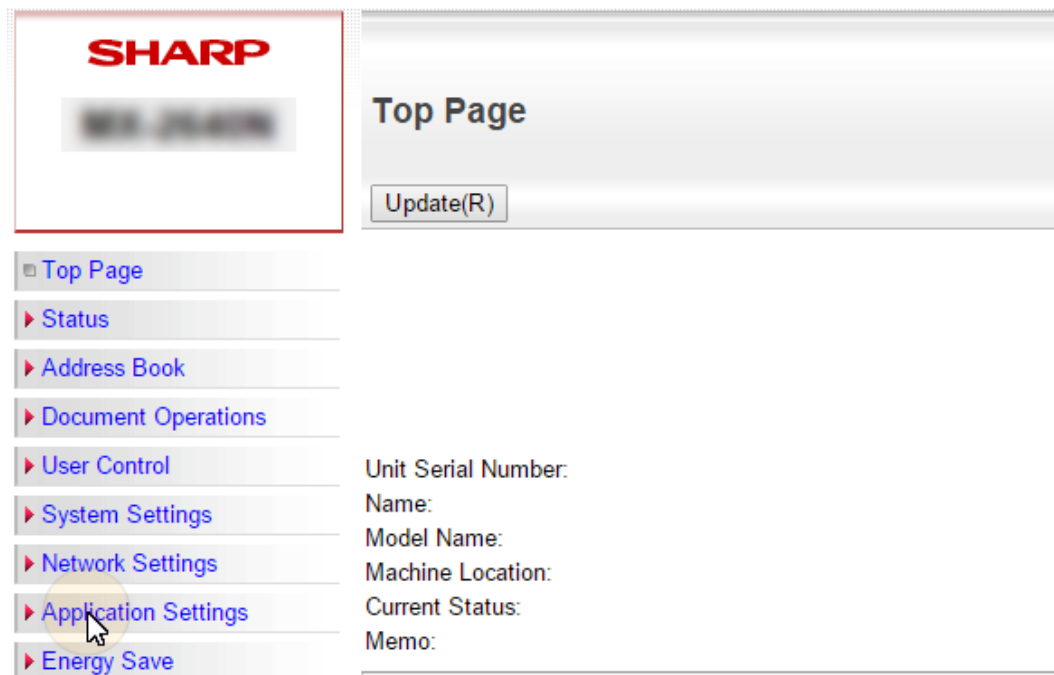 SHARP
Top Page
Update(R)
Top Page
Status
Address Book
Document Operations
User Control
System Settings
Network Settings
Application Settings
Energy Save
Unit Serial Number:
Name:
Model Name:
Machine Location:
Current Status:
Memo: